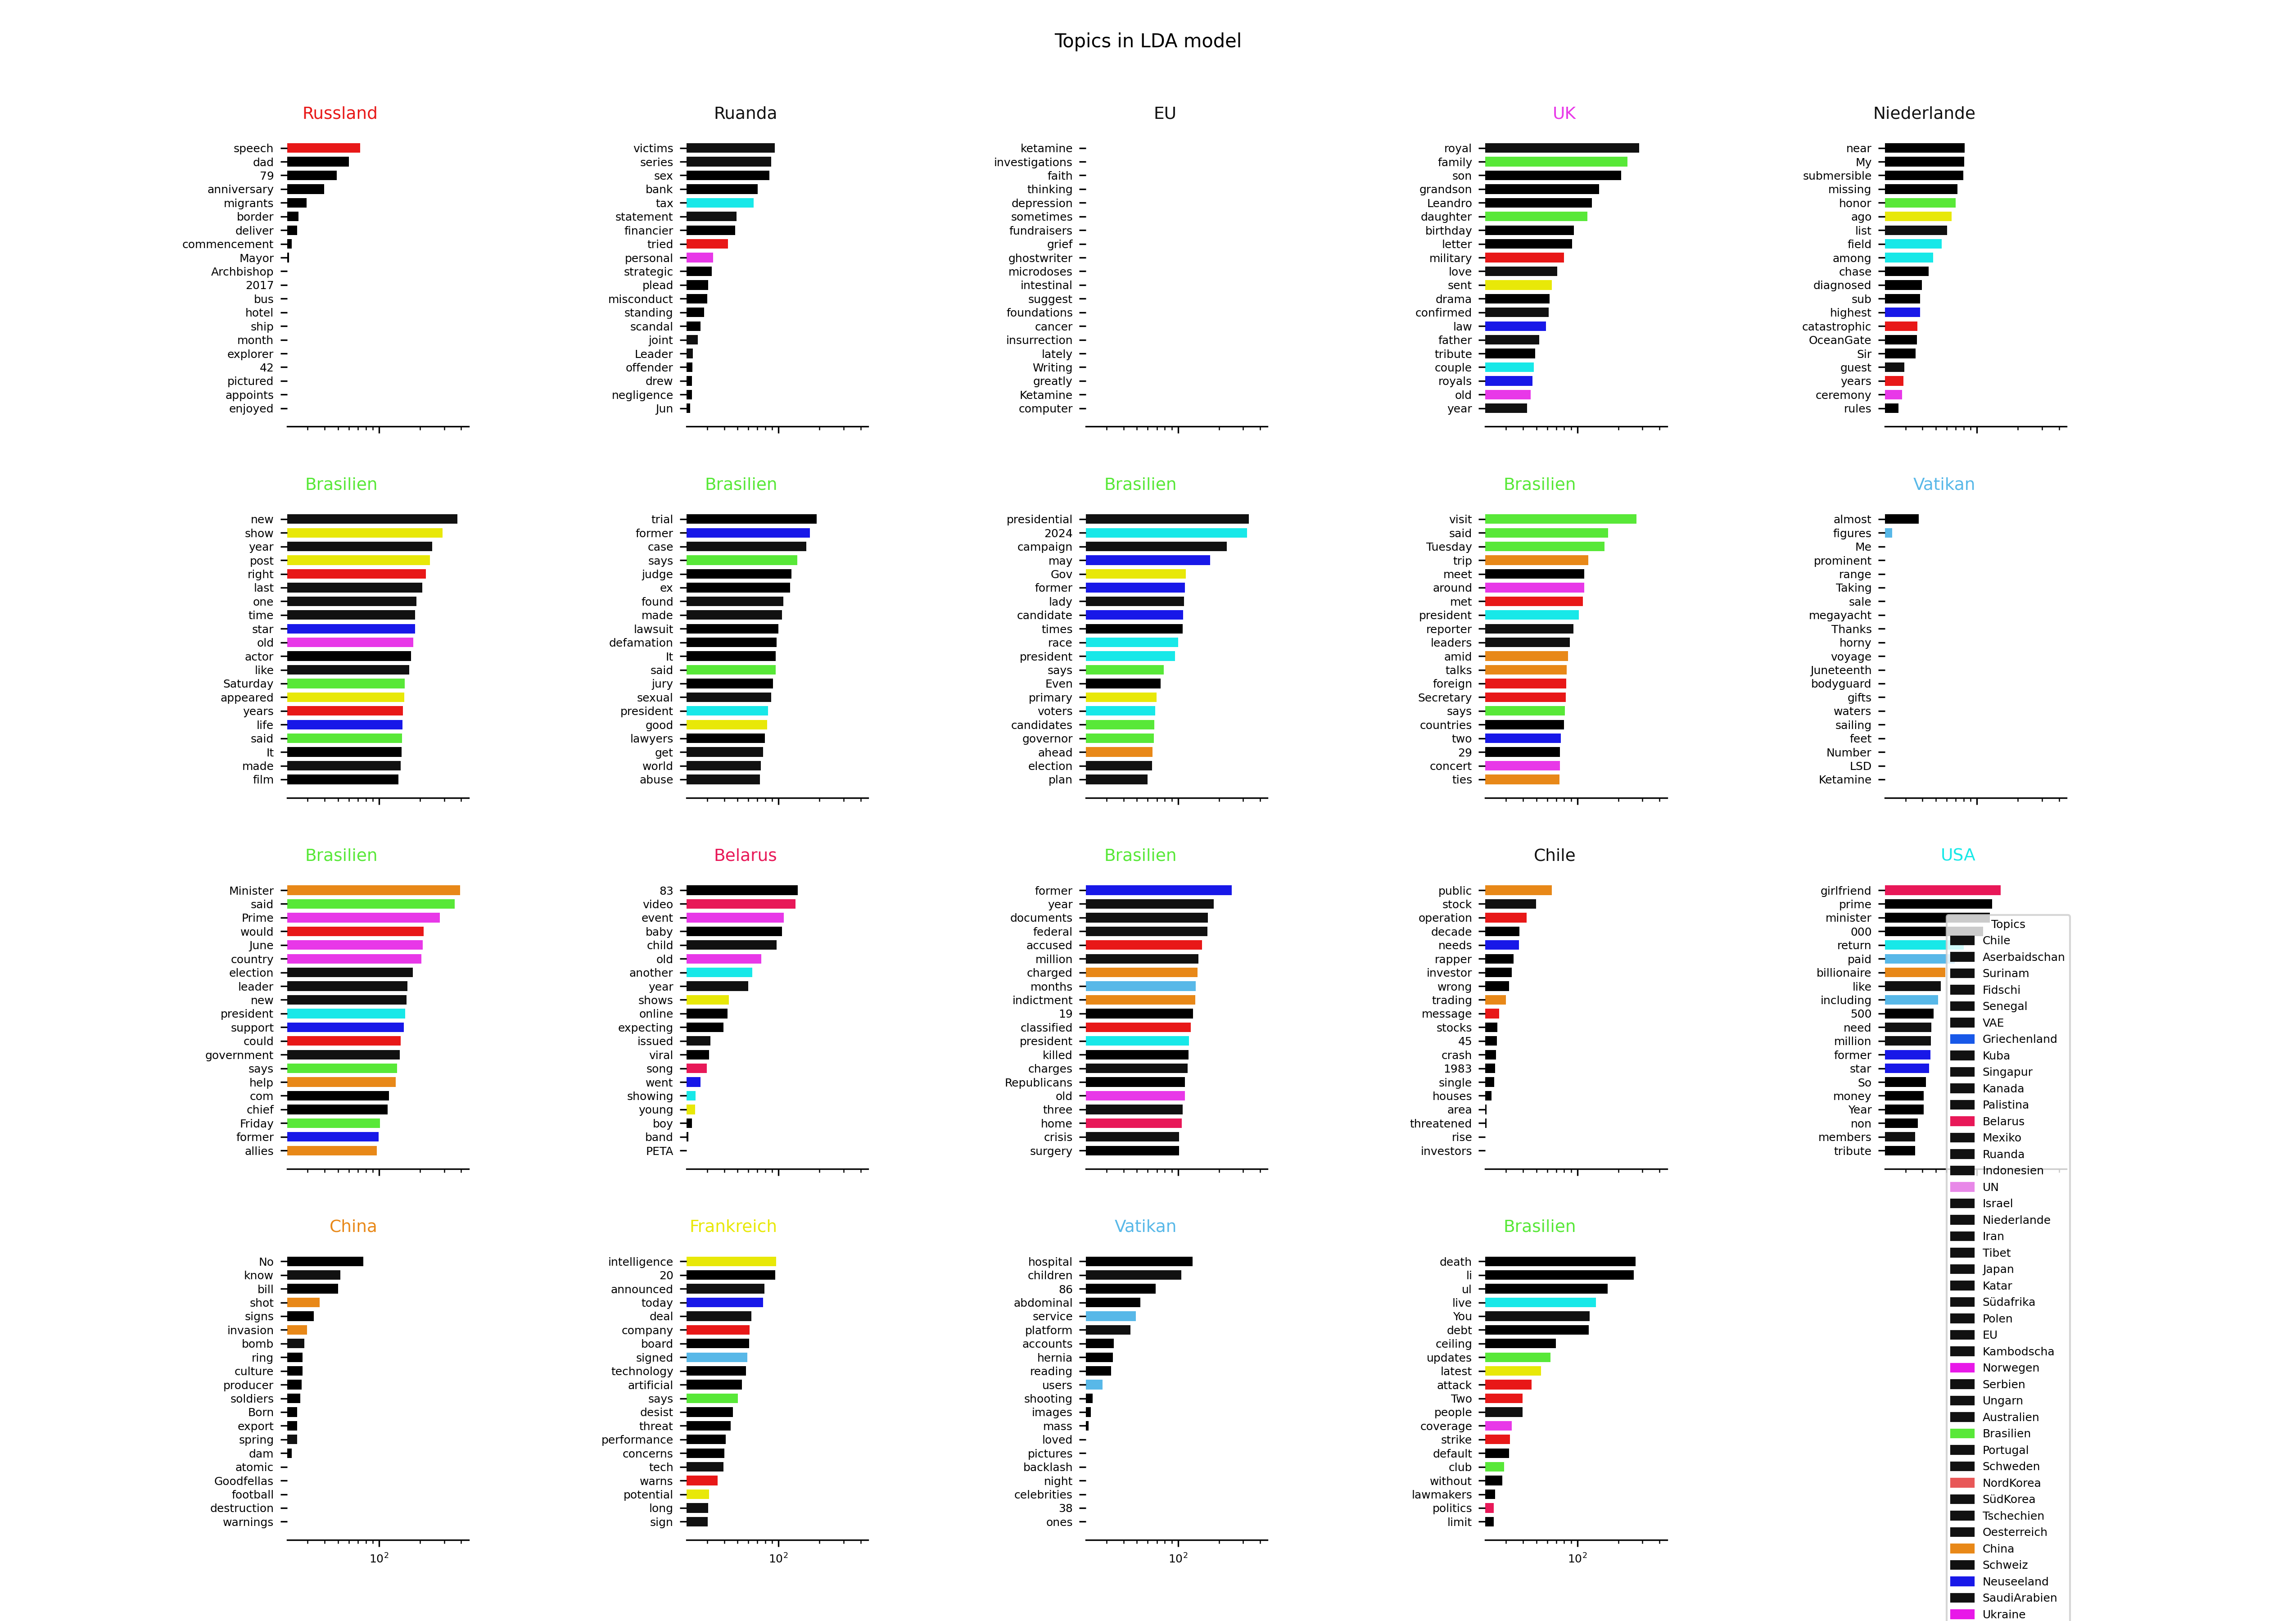 Topics in LDA model
Russland
speech
dad
79
anniversary
migrants
border
deliver
commencement
Mayor
Archbishop
2017
bus
hotel
ship
month
explorer
42
pictured
appoints
enjoyed
Ruanda
victims
series
sex
bank
tax
statement
financier
tried
personal
strategic
plead
misconduct
standing
scandal
joint
Leader
offender
drew
negligence
Jun
EU
ketamine
investigations
faith
thinking
depression
sometimes
fundraisers
grief
ghostwriter
microdoses
intestinal
suggest
foundations
cancer
insurrection
lately
Writing
greatly
Ketamine
computer
UK
royal
family
son
grandson
Leandro
daughter
birthday
letter
military
love
sent
drama
confirmed
law
father
tribute
couple
royals
old
year
Niederlande
near
My
submersible
missing
honor
ago
list
field
among
chase
diagnosed
sub
highest
catastrophic
OceanGate
Sir
guest
years
ceremony
rules
Brasilien
new
show
year
post
right
last
one
time
star
old
actor
like
Saturday
appeared
years
life
said
It
made
film
Brasilien
trial
former
case
says
judge
ex
found
made
lawsuit
defamation
It
said
jury
sexual
president
good
lawyers
get
world
abuse
Brasilien
presidential
2024
campaign
may
Gov
former
lady
candidate
times
race
president
says
Even
primary
voters
candidates
governor
ahead
election
plan
Brasilien
visit
said
Tuesday
trip
meet
around
met
president
reporter
leaders
amid
talks
foreign
Secretary
says
countries
two
29
concert
ties
Vatikan
almost
figures
Me
prominent
range
Taking
sale
megayacht
Thanks
horny
voyage
Juneteenth
bodyguard
gifts
waters
sailing
feet
Number
LSD
Ketamine
Brasilien
Minister
said
Prime
would
June
country
election
leader
new
president
support
could
government
says
help
com
chief
Friday
former
allies
Belarus
83
video
event
baby
child
old
another
year
shows
online
expecting
issued
viral
song
went
showing
young
boy
band
PETA
Brasilien
former
year
documents
federal
accused
million
charged
months
indictment
19
classified
president
killed
charges
Republicans
old
three
home
crisis
surgery
Chile
public
stock
operation
decade
needs
rapper
investor
wrong
trading
message
stocks
45
crash
1983
single
houses
area
threatened
rise
investors
USA
girlfriend
prime
minister
000
return
paid
billionaire
like
including
500
need
million
former
star
So
money
Year
non
members
tribute
China
No
know
bill
shot
signs
invasion
bomb
ring
culture
producer
soldiers
Born
export
spring
dam
atomic
Goodfellas
football
destruction
warnings
10²
Frankreich
intelligence
20
announced
today
deal
company
board
signed
technology
artificial
says
desist
threat
performance
concerns
tech
warns
potential
long
sign
10²
Vatikan
hospital
children
86
abdominal
service
platform
accounts
hernia
reading
users
shooting
images
mass
loved
pictures
backlash
night
celebrities
38
ones
10²
Brasilien
death
li
ul
live
You
debt
ceiling
updates
latest
attack
Two
people
coverage
strike
default
club
without
lawmakers
politics
limit
10²
Topics
Chile
Aserbaidschan
Surinam
Fidschi
Senegal
VAE
Griechenland
Kuba
Singapur
Kanada
Palistina
Belarus
Mexiko
Ruanda
Indonesien
UN
Israel
Niederlande
Iran
Tibet
Japan
Katar
Südafrika
Polen
EU
Kambodscha
Norwegen
Serbien
Ungarn
Australien
Brasilien
Portugal
Schweden
NordKorea
SüdKorea
Tschechien
Oesterreich
China
Schweiz
Neuseeland
SaudiArabien
Ukraine